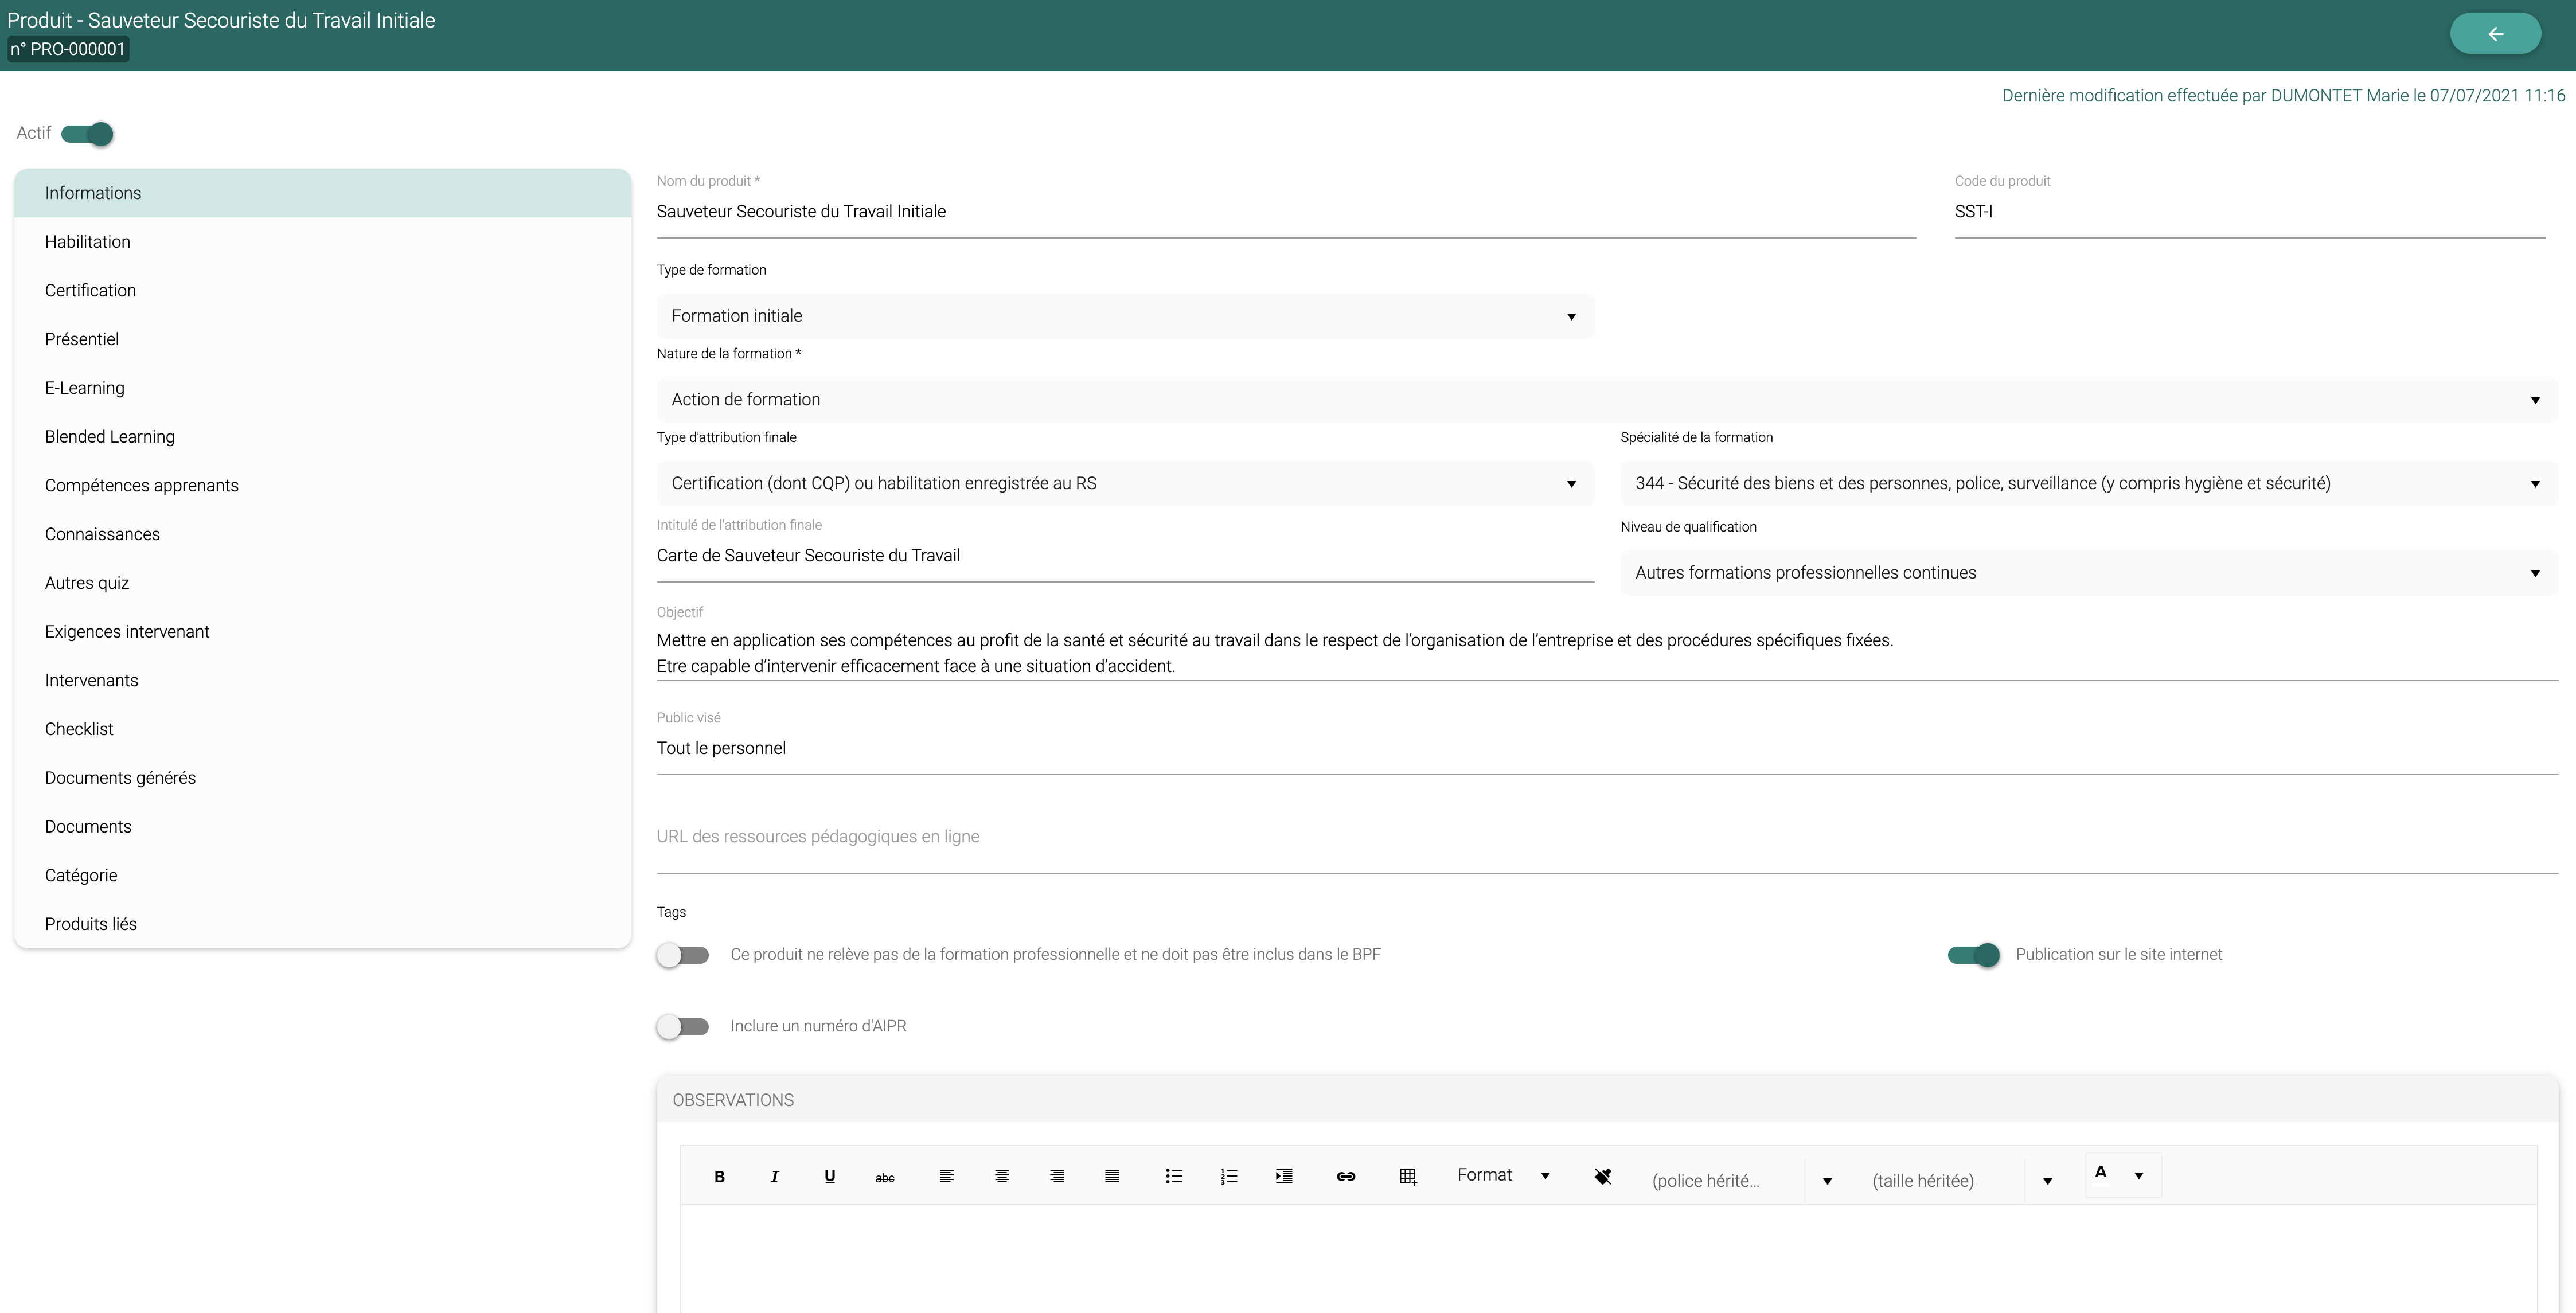 Produit - Sauveteur Secouriste du Travail Initiale
n° PRO-000001
Dernière modification effectuée par DUMONTET Marie le 07/07/2021 11:16
Actif
Informations
Habilitation
Certification
Présentiel
E-Learning
Blended Learning
Compétences apprenants
Connaissances
Autres quiz
Exigences intervenant
Intervenants
Checklist
Documents générés
Documents
Catégorie
Produits liés
Nom du produit *
Sauveteur Secouriste du Travail Initiale
Code du produit
SST-I
Type de formation
Formation initiale
Nature de la formation *
Action de formation
Type d'attribution finale
Certification (dont CQP) ou habilitation enregistrée au RS
Spécialité de la formation
344 - Sécurité des biens et des personnes, police, surveillance (y compris hygiène et sécurité)
Intitulé de l'attribution finale
Carte de Sauveteur Secouriste du Travail
Niveau de qualification
Autres formations professionnelles continues
Objectif
Mettre en application ses compétences au profit de la santé et sécurité au travail dans le respect de l’organisation de l’entreprise et des procédures spécifiques fixées.
Etre capable d’intervenir efficacement face à une situation d’accident.
Public visé
Tout le personnel
URL des ressources pédagogiques en ligne
Tags
Ce produit ne relève pas de la formation professionnelle et ne doit pas être inclus dans le BPF
Publication sur le site internet
Inclure un numéro d'AIPR
OBSERVATIONS
B I U abc Format (police hérité... (taille héritée) A